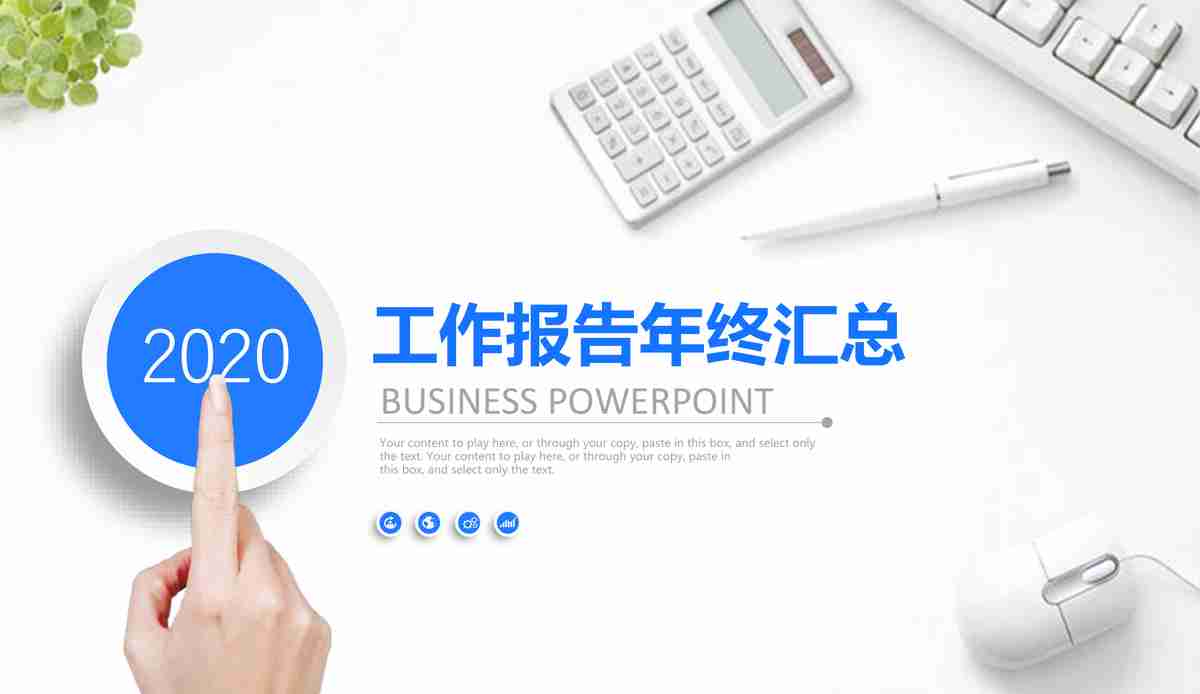 2020
工作报告年终汇总
BUSINESS POWERPOINT
Your content to play here, or through your copy, paste in this box, and select only
the text. Your content to play here, or through your copy, paste in
this box, and select only the text.